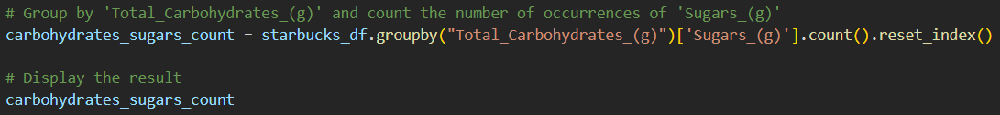 # Group by 'Total_Carbohydrates_(g)' and count the number of occurrences of 'Sugars_(g)'
carbohydrates_sugars_count = starbucks_df.groupby("Total_Carbohydrates_(g)")['Sugars_(g)'].count().reset_index()
# Display the result
carbohydrates_sugars_count